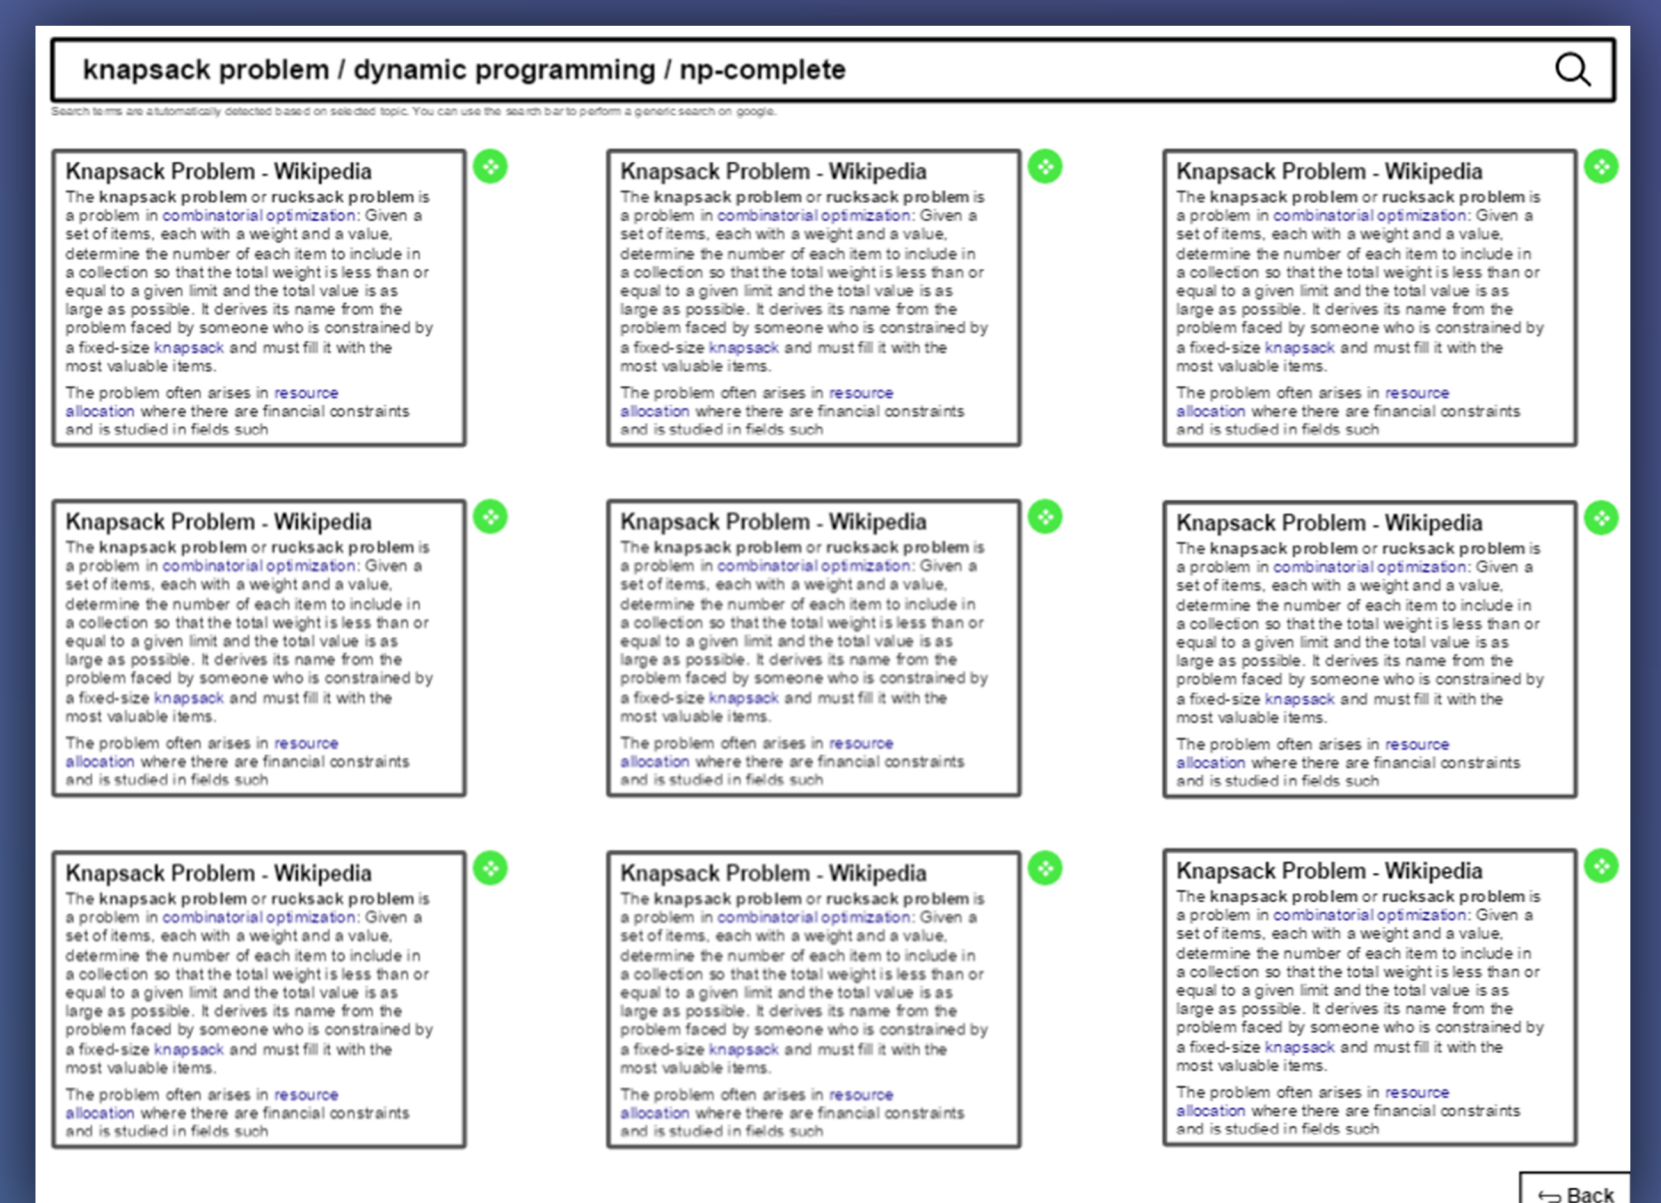 knapsack problem / dynamic programming / np-complete
Search terms are atutomatically detected based on selected topic. You can use the search bar to perform a generic search on google.
Knapsack Problem - Wikipedia
The knapsack problem or rucksack problem is
a problem in combinatorial optimization: Given a
set of items, each with a weight and a value,
determine the number of each item to include in
a collection so that the total weight is less than or
equal to a given limit and the total value is as
large as possible. It derives its name from the
problem faced by someone who is constrained by
a fixed-size knapsack and must fill it with the
most valuable items.
The problem often arises in resource
allocation where there are financial constraints
and is studied in fields such
Knapsack Problem - Wikipedia
The knapsack problem or rucksack problem is
a problem in combinatorial optimization: Given a
set of items, each with a weight and a value,
determine the number of each item to include in
a collection so that the total weight is less than or
equal to a given limit and the total value is as
large as possible. It derives its name from the
problem faced by someone who is constrained by
a fixed-size knapsack and must fill it with the
most valuable items.
The problem often arises in resource
allocation where there are financial constraints
and is studied in fields such
Knapsack Problem - Wikipedia
The knapsack problem or rucksack problem is
a problem in combinatorial optimization: Given a
set of items, each with a weight and a value,
determine the number of each item to include in
a collection so that the total weight is less than or
equal to a given limit and the total value is as
large as possible. It derives its name from the
problem faced by someone who is constrained by
a fixed-size knapsack and must fill it with the
most valuable items.
The problem often arises in resource
allocation where there are financial constraints
and is studied in fields such
Knapsack Problem - Wikipedia
The knapsack problem or rucksack problem is
a problem in combinatorial optimization: Given a
set of items, each with a weight and a value,
determine the number of each item to include in
a collection so that the total weight is less than or
equal to a given limit and the total value is as
large as possible. It derives its name from the
problem faced by someone who is constrained by
a fixed-size knapsack and must fill it with the
most valuable items.
The problem often arises in resource
allocation where there are financial constraints
and is studied in fields such
Knapsack Problem - Wikipedia
The knapsack problem or rucksack problem is
a problem in combinatorial optimization: Given a
set of items, each with a weight and a value,
determine the number of each item to include in
a collection so that the total weight is less than or
equal to a given limit and the total value is as
large as possible. It derives its name from the
problem faced by someone who is constrained by
a fixed-size knapsack and must fill it with the
most valuable items.
The problem often arises in resource
allocation where there are financial constraints
and is studied in fields such
Knapsack Problem - Wikipedia
The knapsack problem or rucksack problem is
a problem in combinatorial optimization: Given a
set of items, each with a weight and a value,
determine the number of each item to include in
a collection so that the total weight is less than or
equal to a given limit and the total value is as
large as possible. It derives its name from the
problem faced by someone who is constrained by
a fixed-size knapsack and must fill it with the
most valuable items.
The problem often arises in resource
allocation where there are financial constraints
and is studied in fields such
Knapsack Problem - Wikipedia
The knapsack problem or rucksack problem is
a problem in combinatorial optimization: Given a
set of items, each with a weight and a value,
determine the number of each item to include in
a collection so that the total weight is less than or
equal to a given limit and the total value is as
large as possible. It derives its name from the
problem faced by someone who is constrained by
a fixed-size knapsack and must fill it with the
most valuable items.
The problem often arises in resource
allocation where there are financial constraints
and is studied in fields such
Knapsack Problem - Wikipedia
The knapsack problem or rucksack problem is
a problem in combinatorial optimization: Given a
set of items, each with a weight and a value,
determine the number of each item to include in
a collection so that the total weight is less than or
equal to a given limit and the total value is as
large as possible. It derives its name from the
problem faced by someone who is constrained by
a fixed-size knapsack and must fill it with the
most valuable items.
The problem often arises in resource
allocation where there are financial constraints
and is studied in fields such
Knapsack Problem - Wikipedia
The knapsack problem or rucksack problem is
a problem in combinatorial optimization: Given a
set of items, each with a weight and a value,
determine the number of each item to include in
a collection so that the total weight is less than or
equal to a given limit and the total value is as
large as possible. It derives its name from the
problem faced by someone who is constrained by
a fixed-size knapsack and must fill it with the
most valuable items.
The problem often arises in resource
allocation where there are financial constraints
and is studied in fields such
Back